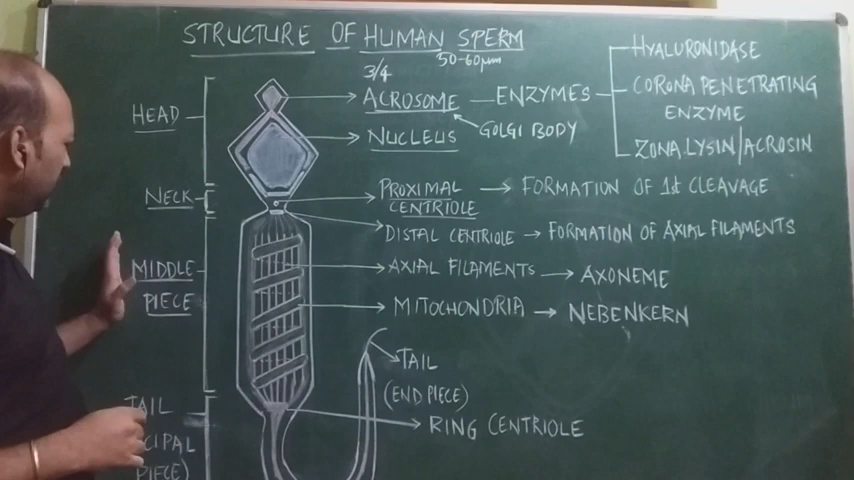 STRUCTURE OF HUMAN SPERM
3/4
50-60µm
HEAD
ACROSOME — ENZYMES
HYALURONIDASE
CORONA PENETRATING
ENZYME
ZONA.LYSIN/ACROSIN
GOLGI BODY
NUCLEUS
NECK
PROXIMAL → FORMATION OF 1st CLEAVAGE
CENTRIOLE
DISTAL CENTRIOLE → FORMATION OF AXIAL FILAMENTS
MIDDLE
PIECE
AXIAL FILAMENTS → AXONEME
MITOCHONDRIA → NEBENKERN
TAIL
(END PIECE)
RING CENTRIOLE
TAIL
CIPAL
PIECE)